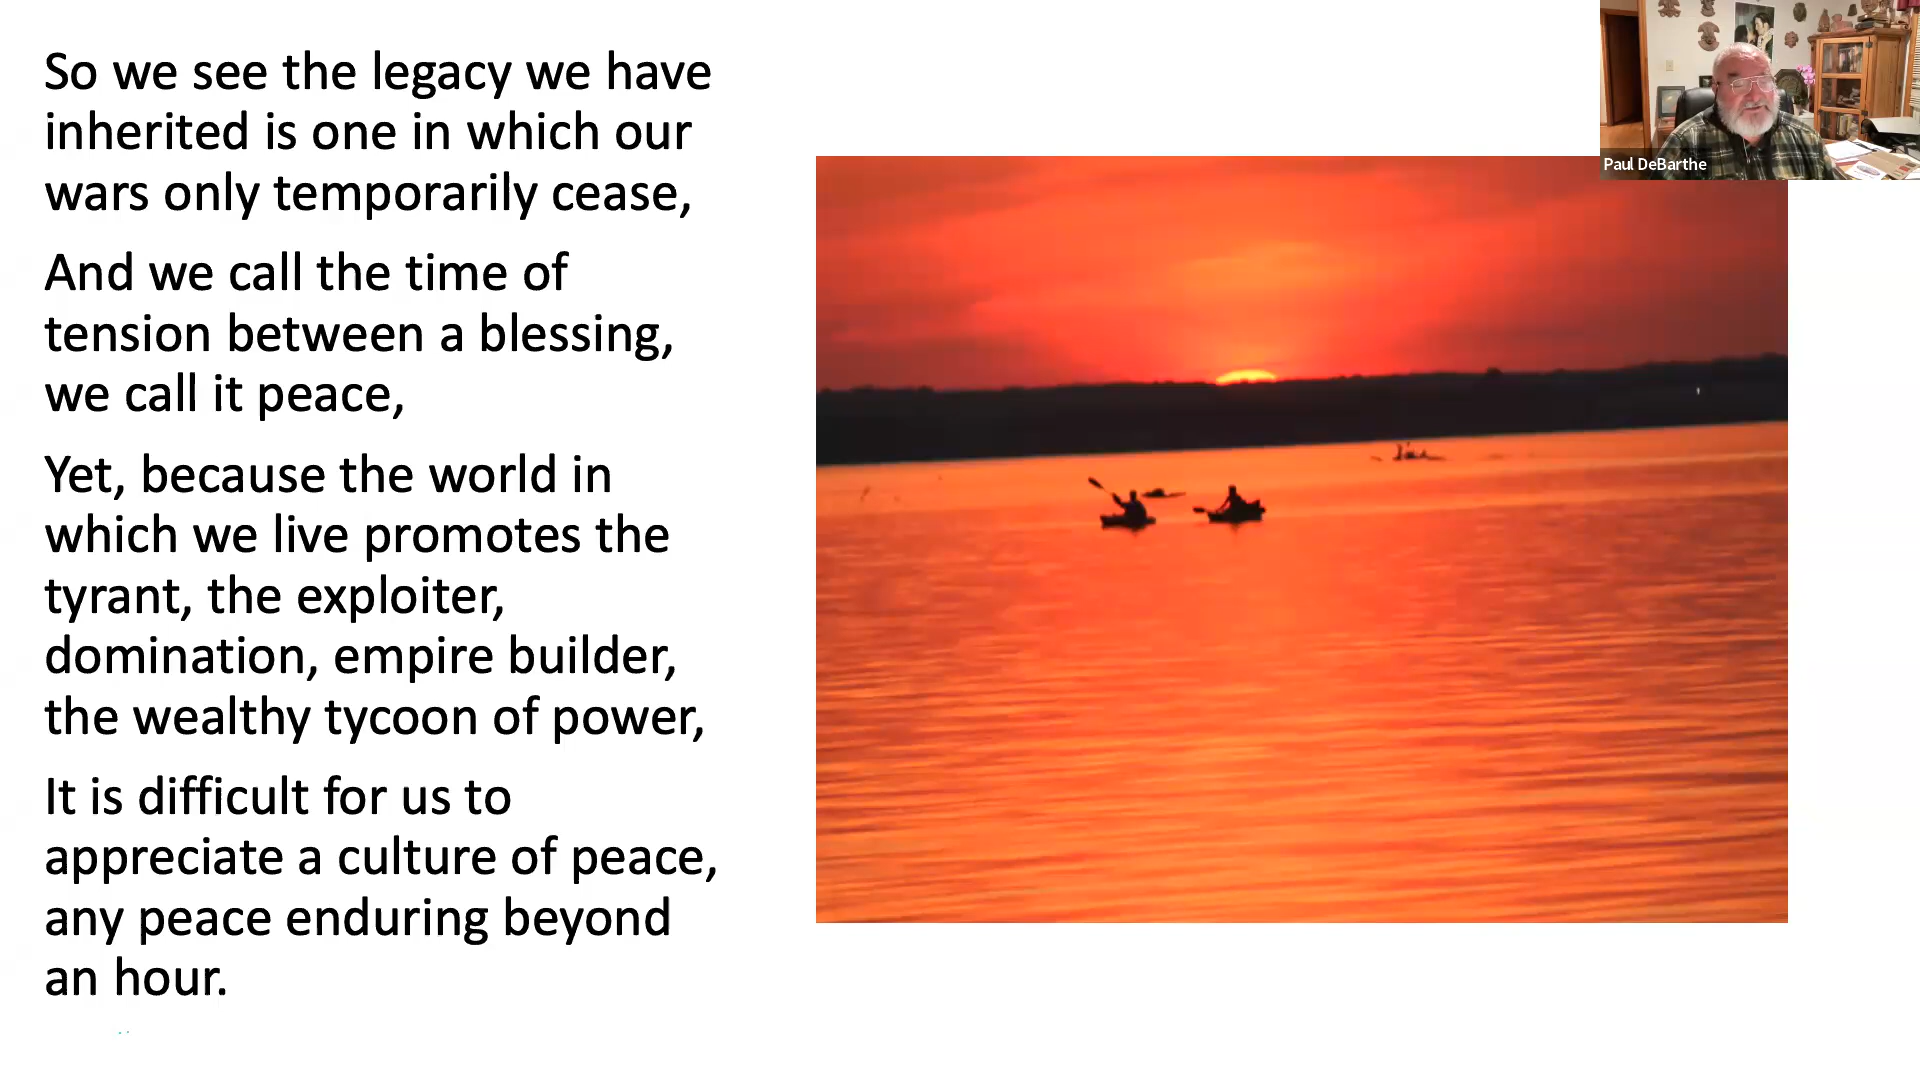 So we see the legacy we have
inherited is one in which our
wars only temporarily cease,
And we call the time of
tension between a blessing,
we call it peace,
Yet, because the world in
which we live promotes the
tyrant, the exploiter,
domination, empire builder,
the wealthy tycoon of power,
It is difficult for us to
appreciate a culture of peace,
any peace enduring beyond
an hour.
Paul DeBarthe